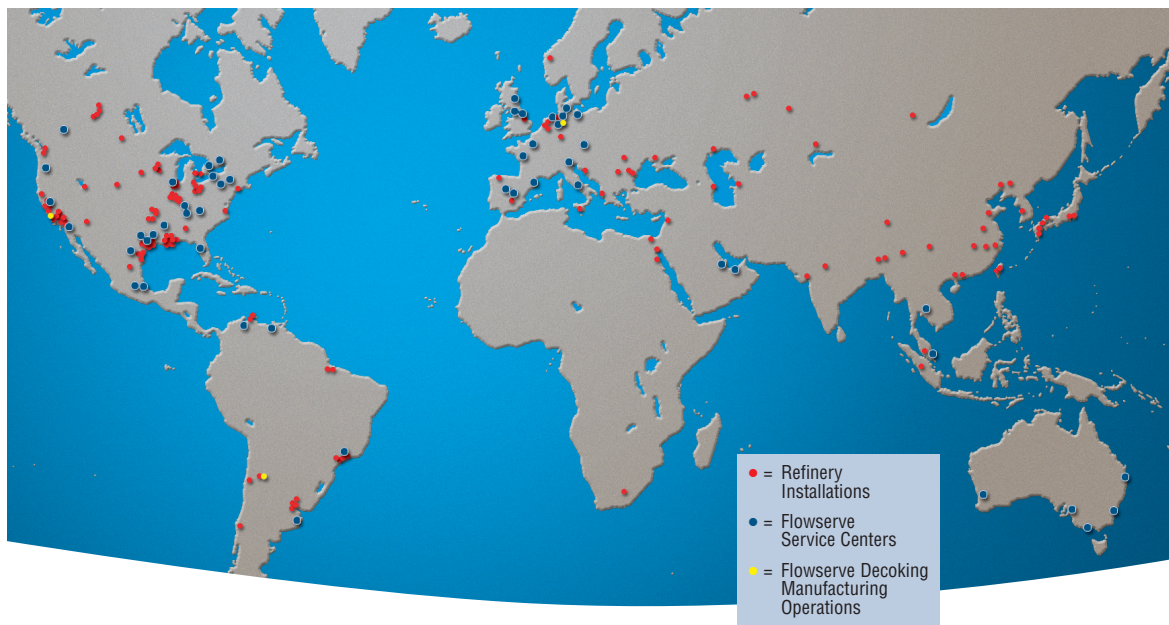 = Refinery
Installations
= Flowserve
Service Centers
= Flowserve Decoking
Manufacturing
Operations